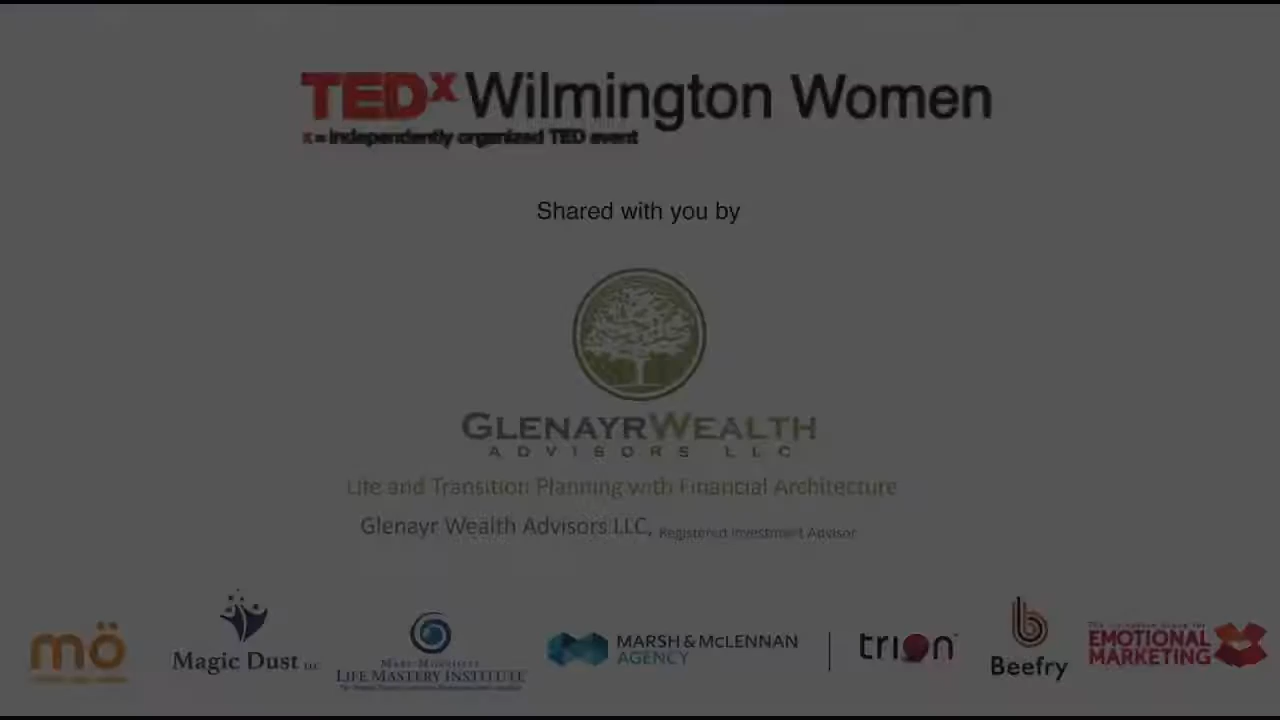 TEDx Wilmington Women
x = independently organized TED event
Shared with you by
GLENAYRWEALTH
ADVISORS LLC
Life and Transition Planning with Financial Architecture
Glenayr Wealth Advisors LLC, Registered Investment Advisor
mö
MAGIC DUST LLC
LIFE MASTERY INSTITUTE
MARSH & McLENNAN
AGENCY
trion
Beefry
EMOTIONAL
MARKETING